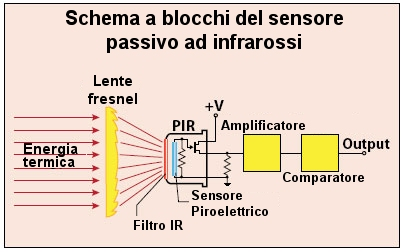 Schema a blocchi del sensore
passivo ad infrarossi
Lente
fresnel
PIR
+V
Amplificatore
Energia
termica
Output
Comparatore
Sensore
Piroelettrico
Filtro IR